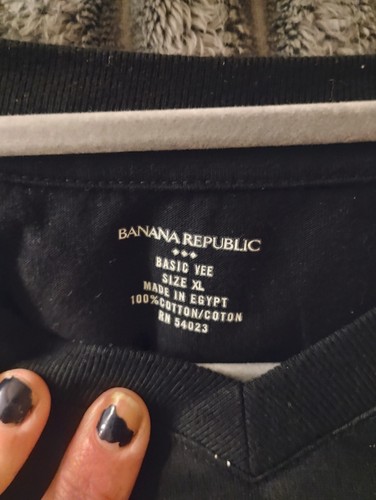 BANANA REPUBLIC
BASIC VEE
SIZE XL
MADE IN EGYPT
100%COTTON/COTON
RN 54023